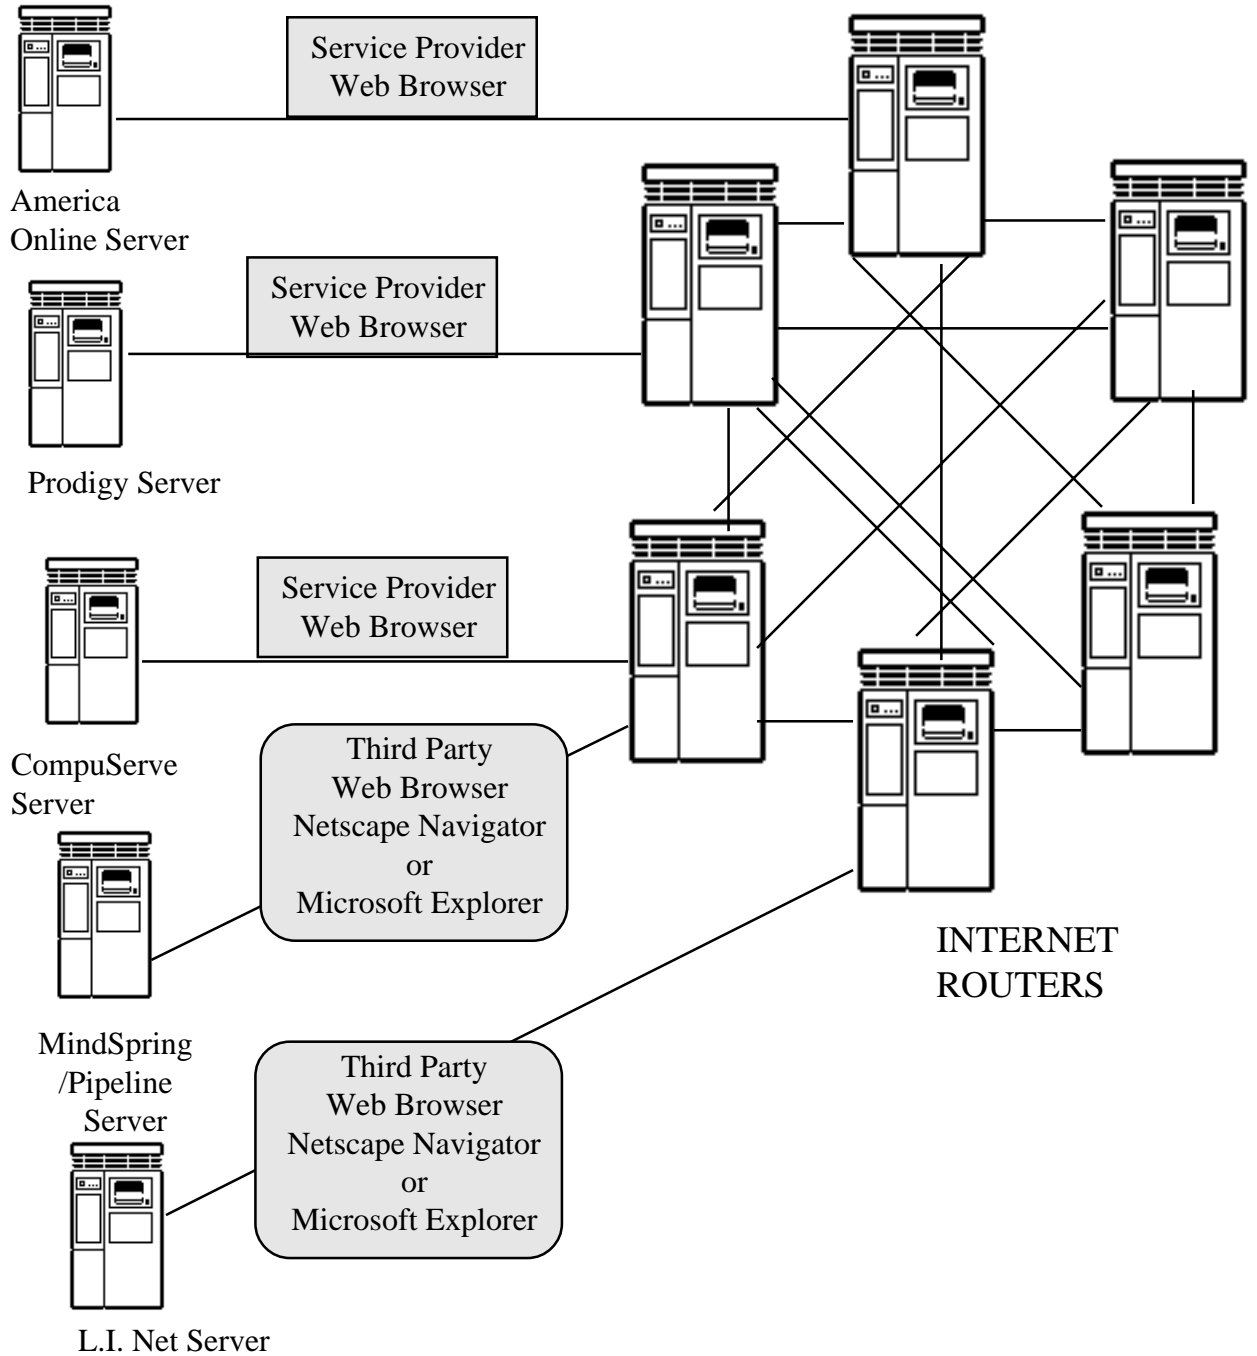 Service Provider
Web Browser
America
Online Server
Service Provider
Web Browser
Prodigy Server
Service Provider
Web Browser
CompuServe
Server
Third Party
Web Browser
Netscape Navigator
or
Microsoft Explorer
INTERNET
ROUTERS
MindSpring
/Pipeline
Server
Third Party
Web Browser
Netscape Navigator
or
Microsoft Explorer
L.I. Net Server